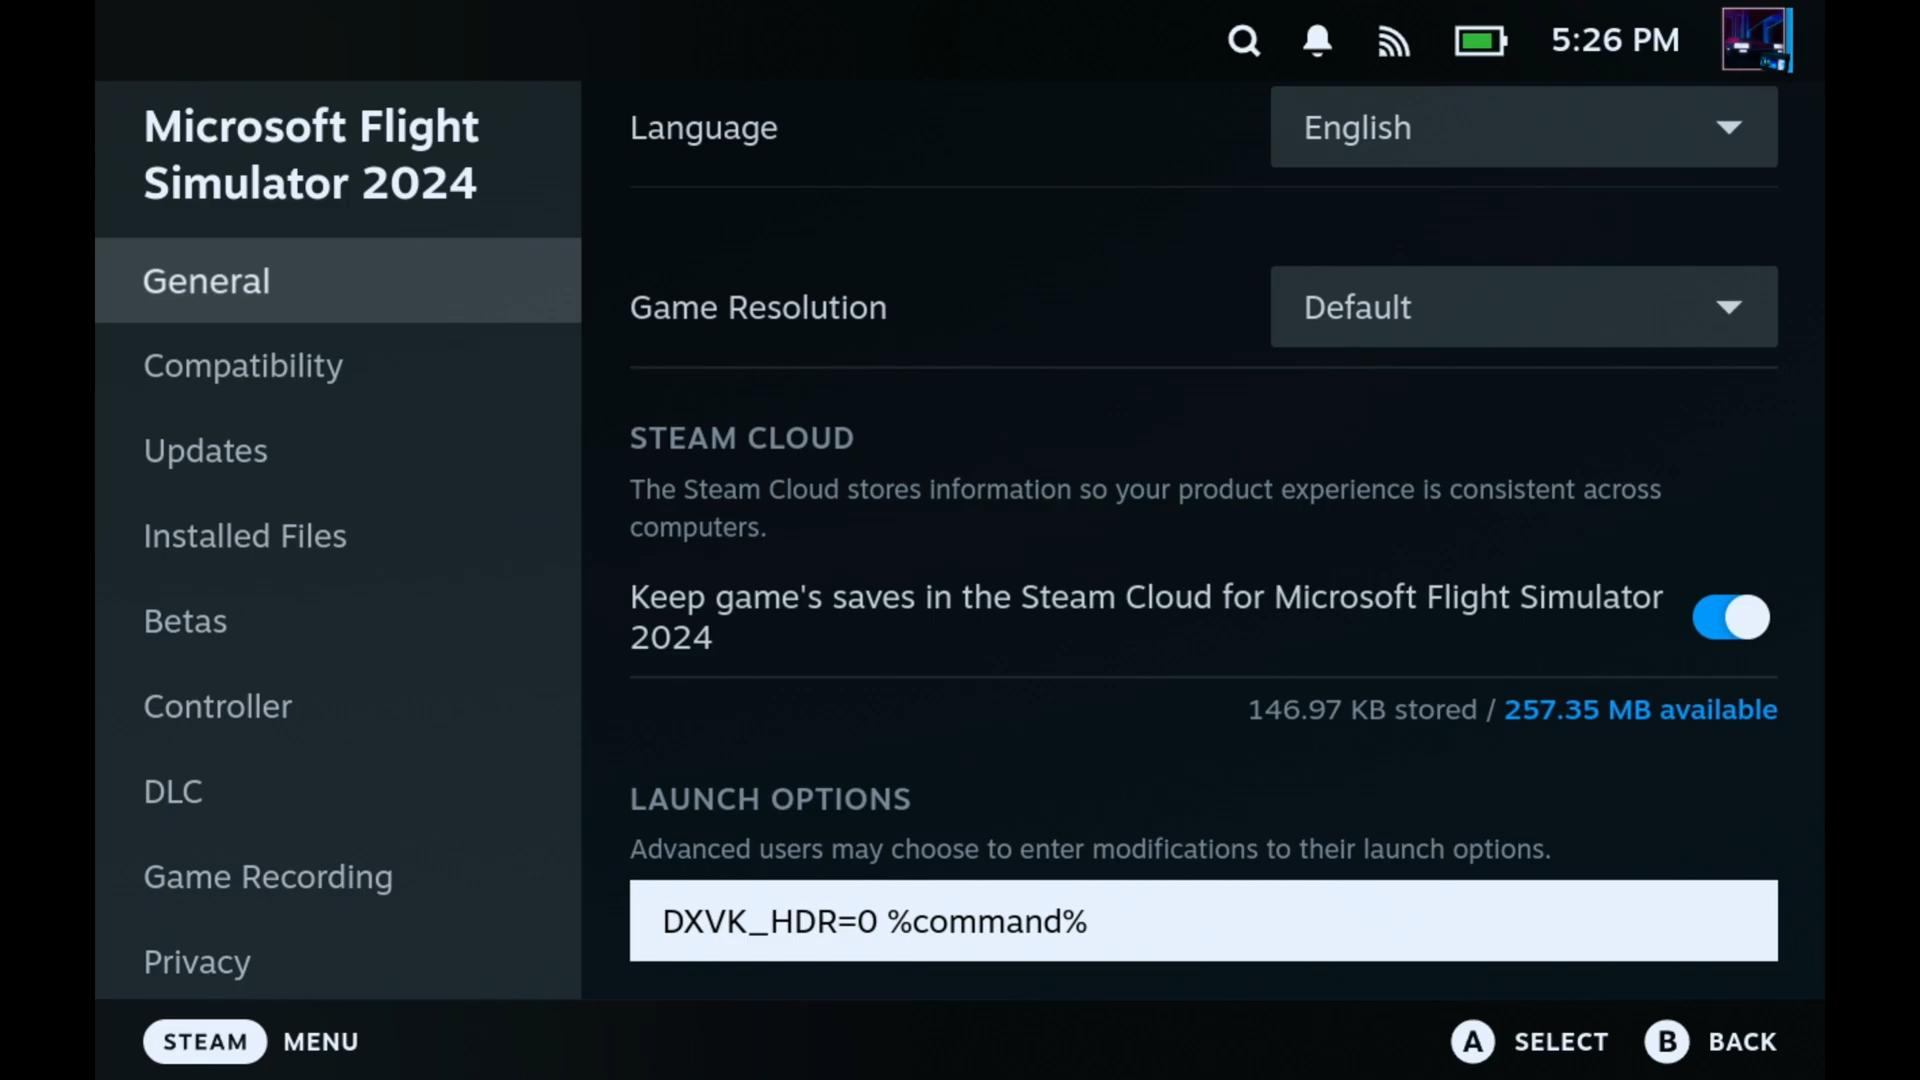 5:26 PM
Microsoft Flight
Simulator 2024
General
Compatibility
Updates
Installed Files
Betas
Controller
DLC
Game Recording
Privacy
Language
English
Game Resolution
Default
STEAM CLOUD
The Steam Cloud stores information so your product experience is consistent across
computers.
Keep game's saves in the Steam Cloud for Microsoft Flight Simulator
2024
146.97 KB stored / 257.35 MB available
LAUNCH OPTIONS
Advanced users may choose to enter modifications to their launch options.
DXVK_HDR=0 %command%
STEAM MENU
A SELECT B BACK